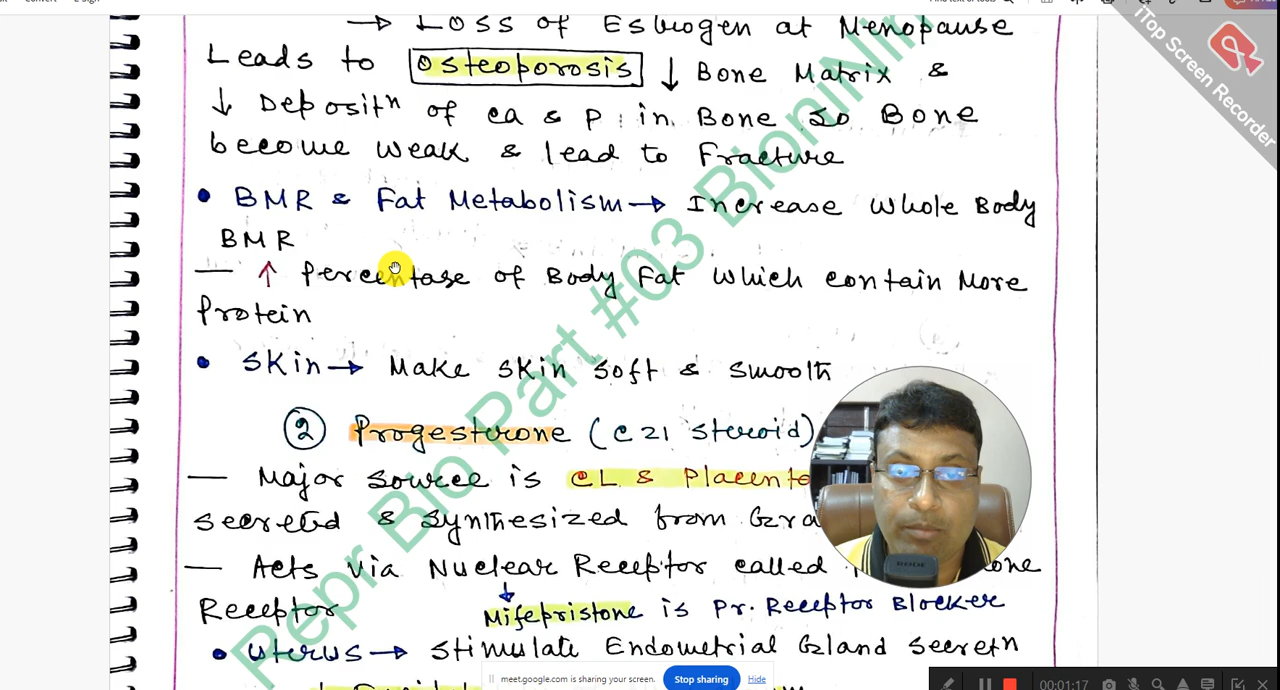 → Loss of Estrogen at Menopause
Leads to Osteoporosis ↓ Bone Matrix &
↓ Depositⁿ of ca & P in Bone so Bone
become weak & lead to Fracture
• BMR & Fat Metabolism → Increase whole Body
BMR
— ↑ percentage of Body Fat which contain More
Protein
• Skin → Make skin soft & smooth
② Progesterone (C21 steroid)
— Major source is CL & Placenta
secreted & synthesized from Gra
— Acts via Nuclear Receptor called one
Receptor
↓
Mifepristone is Pr. Receptor Blocker
• Uterus → Stimulate Endometrial Gland secretⁿ
Repr Bio Part #03 BionNin
iTop Screen Recorder
RODE
meet.google.com is sharing your screen.
Stop sharing
Hide
00:01:17